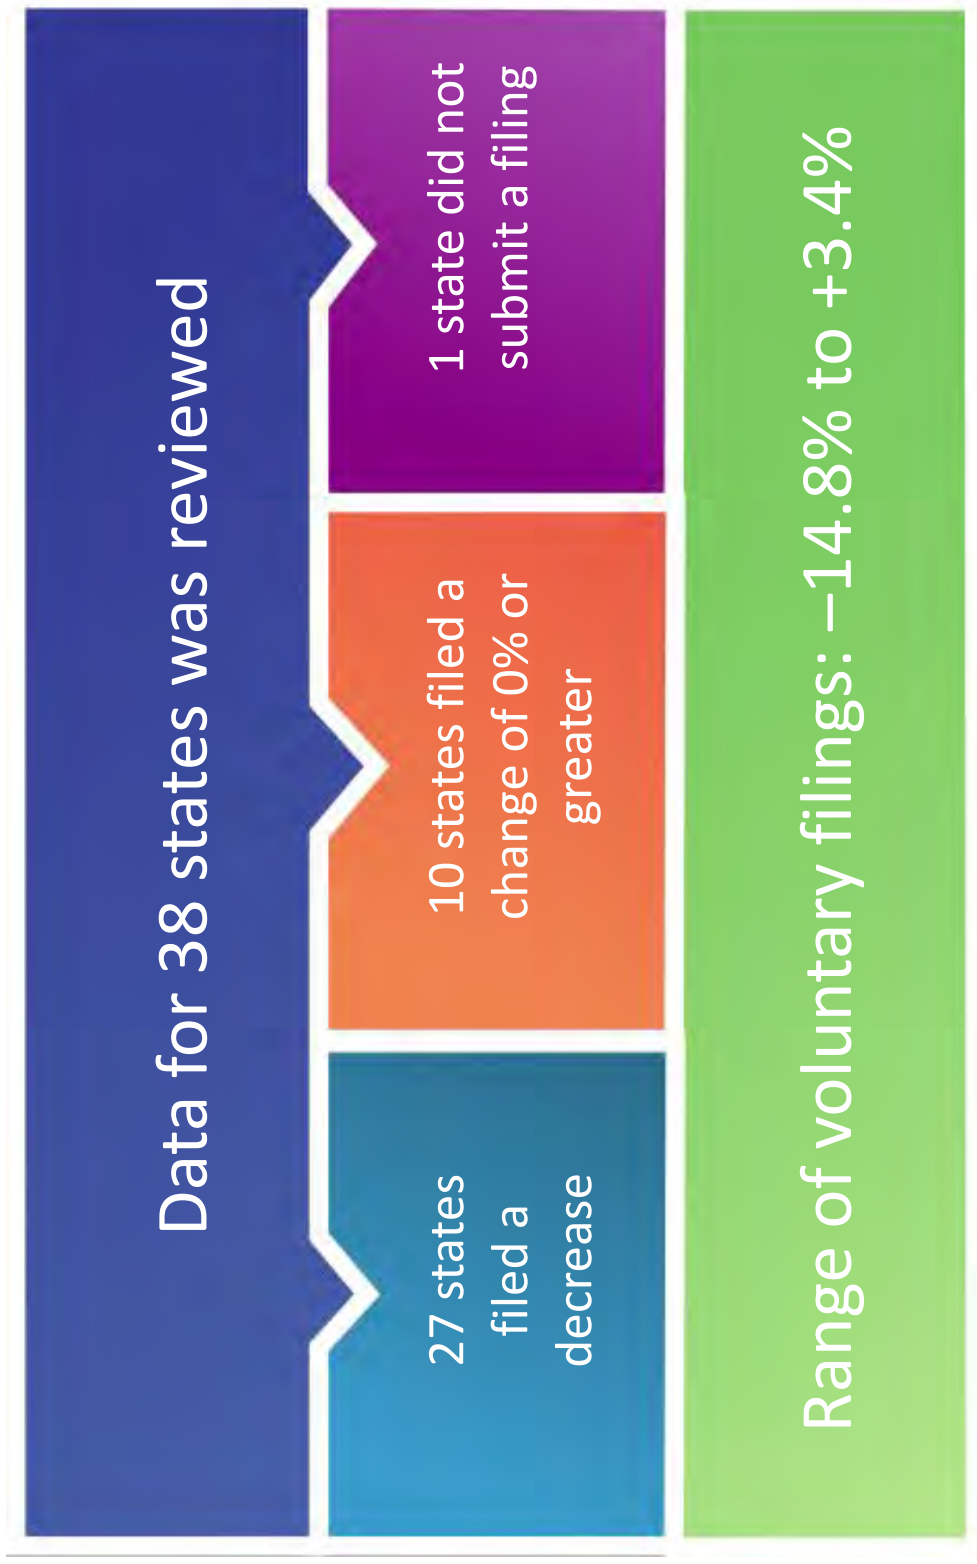 Data for 38 states was reviewed
27 states
filed a
decrease
10 states filed a
change of 0% or
greater
1 state did not
submit a filing
Range of voluntary filings: −14.8% to +3.4%